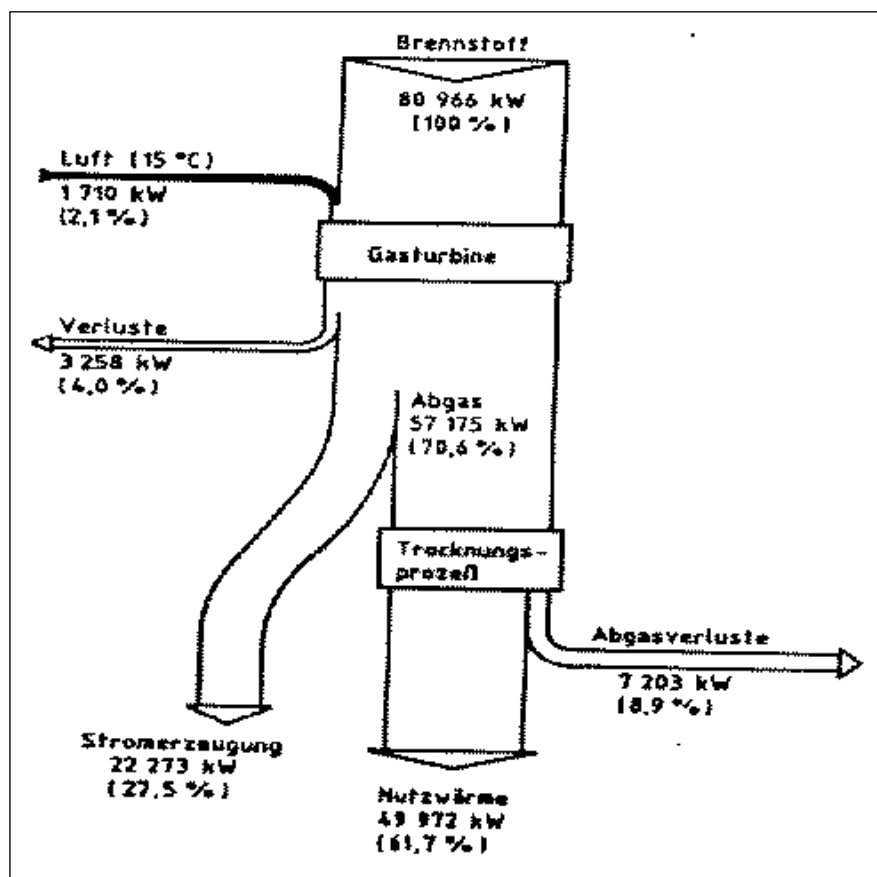 Brennstoff
80 966 kW
(100 %)
Luft (15 °C)
1 710 kW
(2,1 %)
Gasturbine
Verluste
3 258 kW
(4,0 %)
Abgas
57 175 kW
(70,6 %)
Trocknungs-
prozeß
Abgasverluste
7 203 kW
(8,9 %)
Stromerzeugung
22 273 kW
(27,5 %)
Nutzwärme
49 972 kW
(61,7 %)